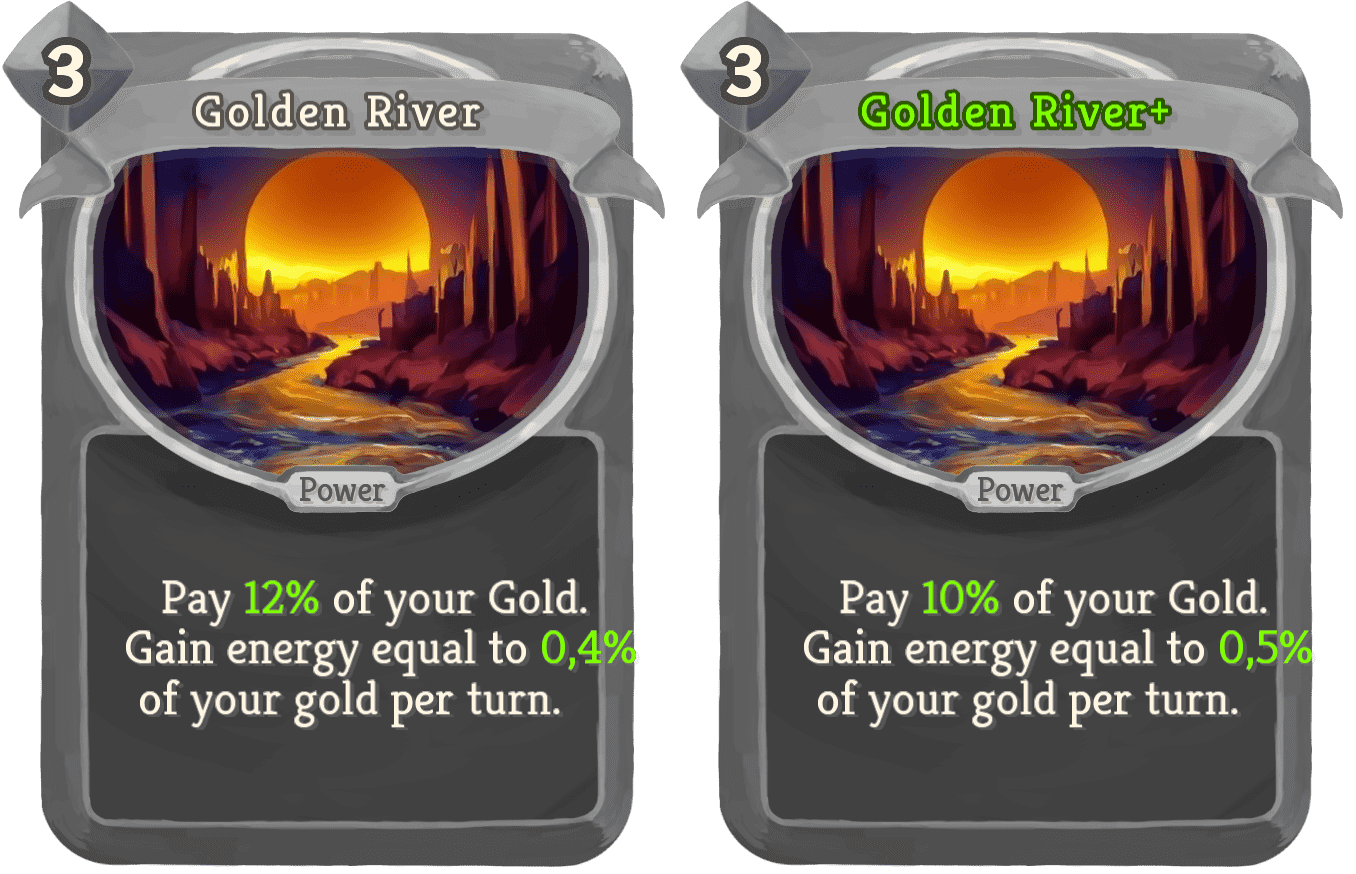 3
Golden River
Power
Pay 12% of your Gold.
Gain energy equal to 0,4%
of your gold per turn.
3
Golden River+
Power
Pay 10% of your Gold.
Gain energy equal to 0,5%
of your gold per turn.